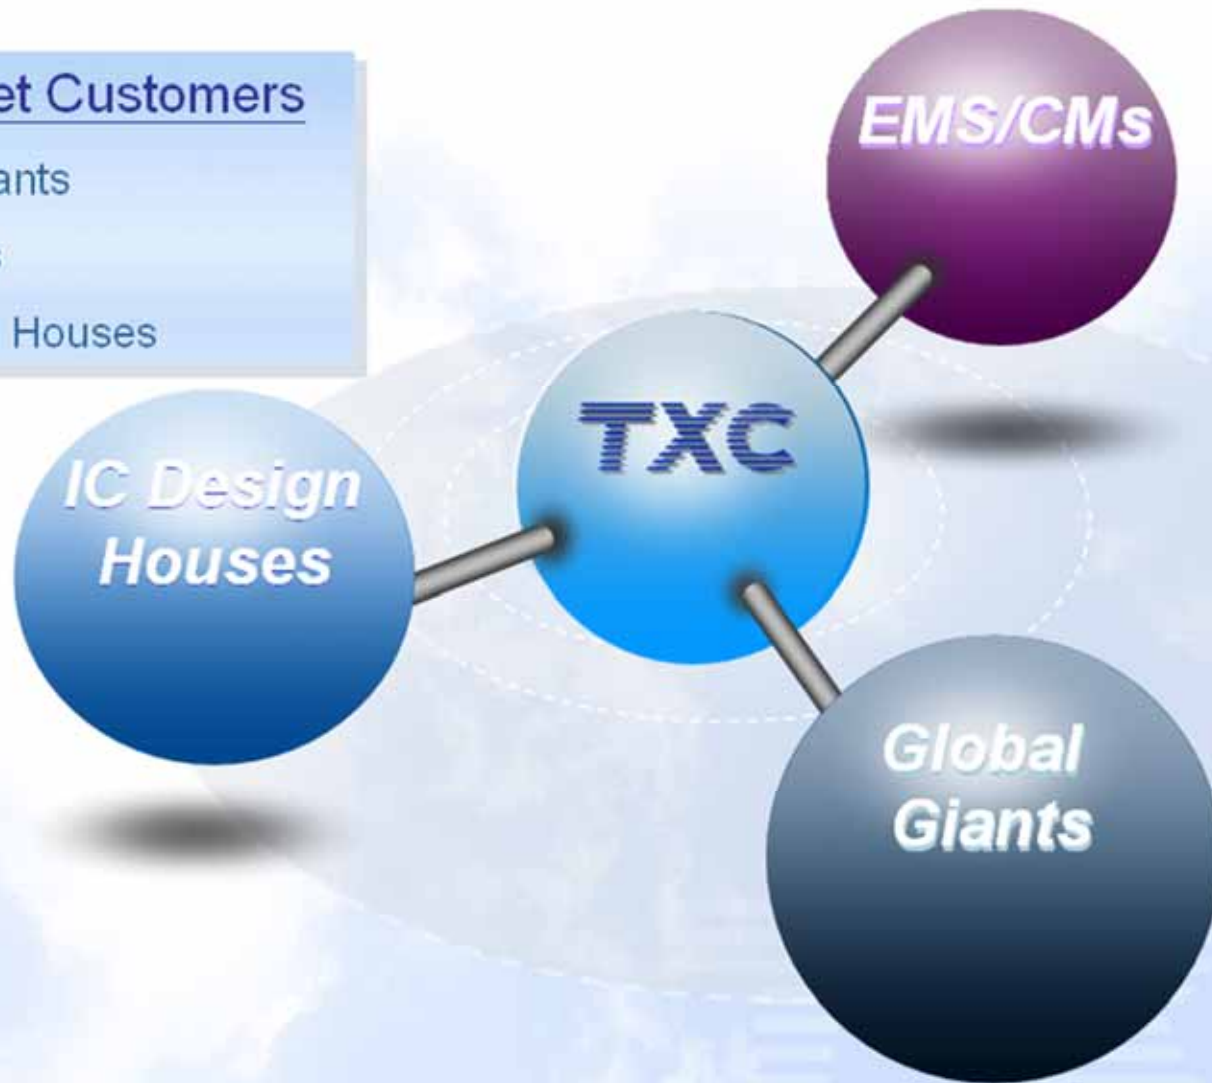 et Customers
ants
s
Houses
EMS/CMs
TXC
IC Design
Houses
Global
Giants